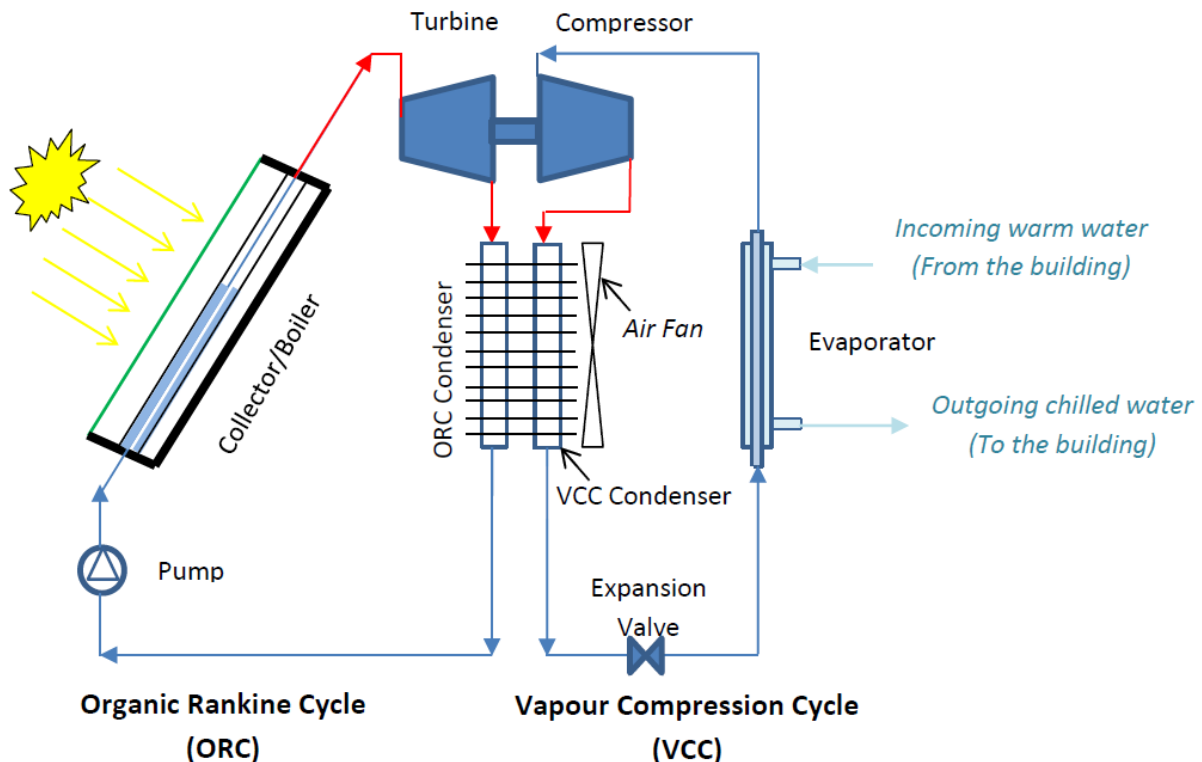 Turbine
Compressor
Incoming warm water
(From the building)
Air Fan
Collector/Boiler
ORC Condenser
Evaporator
Outgoing chilled water
(To the building)
VCC Condenser
Pump
Expansion
Valve
Organic Rankine Cycle
(ORC)
Vapour Compression Cycle
(VCC)